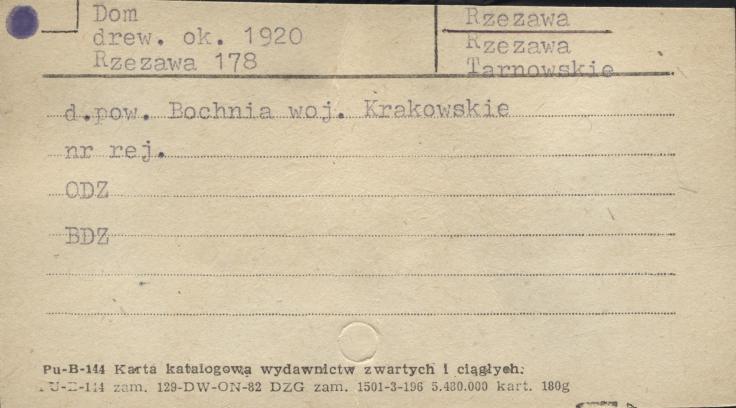 Dom
drew. ok. 1920
Rzezawa 178
Rzezawa
Rzezawa
Tarnowskie
d.pow. Bochnia woj. Krakowskie
nr rej.
ODZ
BDZ
Pu-B-144 Karta katalogowa wydawnictw zwartych i ciągłych.
PU-B-144 zam. 129-DW-ON-82 DZG zam. 1501-3-196 5.480.000 kart. 180g